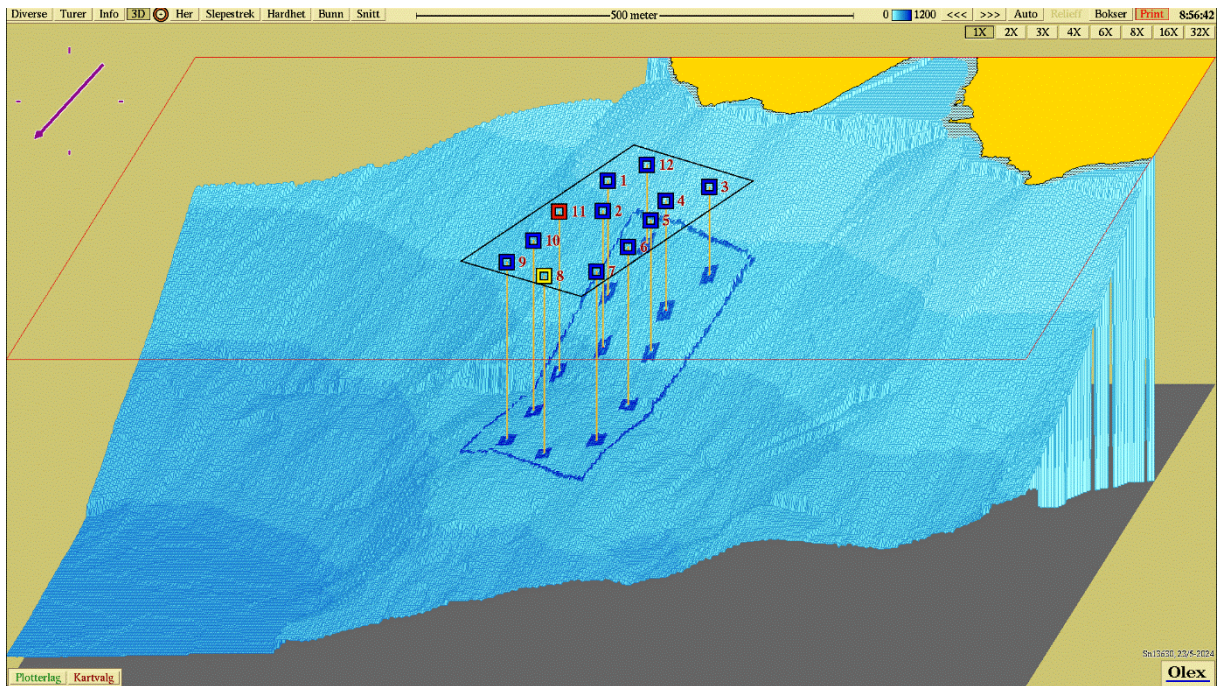 Diverse Turer Info 3D Her Slepestrek Hardhet Bunn Snitt 500 meter 0 1200 <<< >>> Auto Relieff Bokser Print 8:56:42
1X 2X 3X 4X 6X 8X 16X 32X
12
1
3
4
11
2
5
10
6
9
7
8
Sn13630, 23/5-2024
Plotterlag Kartvalg
Olex